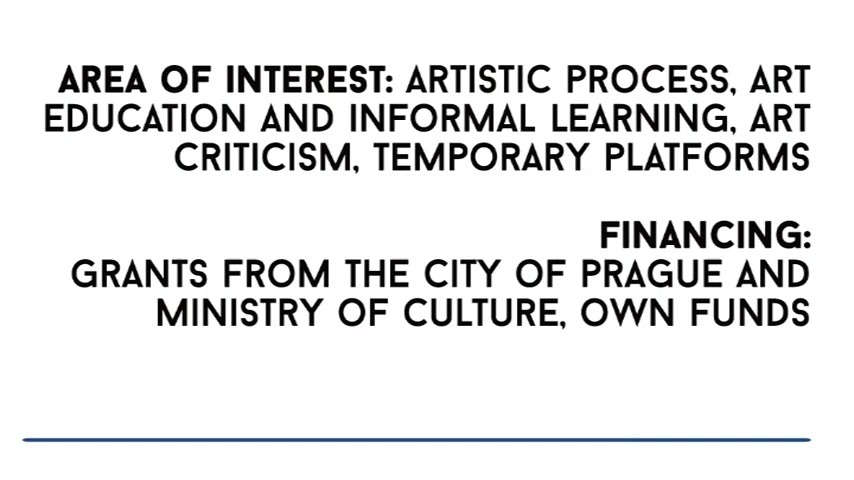 AREA OF INTEREST: ARTISTIC PROCESS, ART
EDUCATION AND INFORMAL LEARNING, ART
CRITICISM, TEMPORARY PLATFORMS
FINANCING:
GRANTS FROM THE CITY OF PRAGUE AND
MINISTRY OF CULTURE, OWN FUNDS